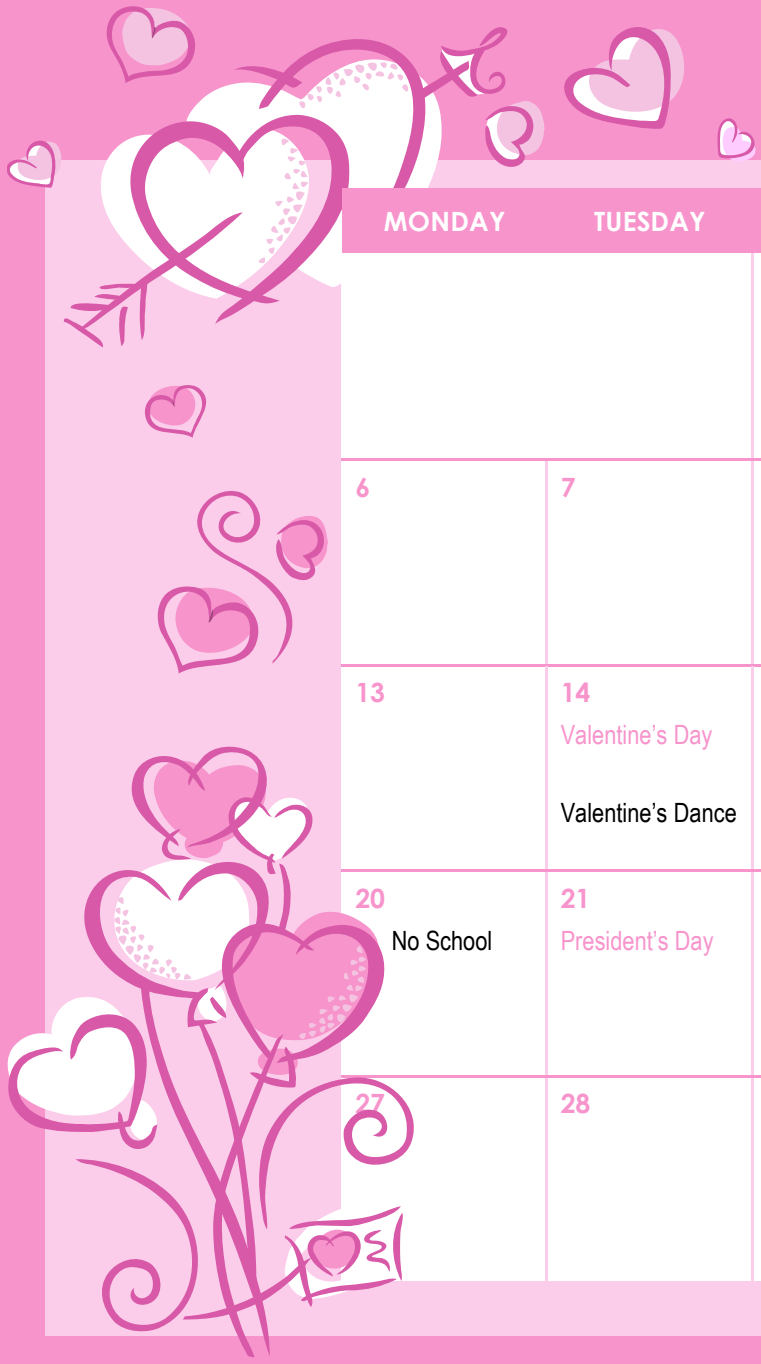 MONDAY TUESDAY
6 7
13 14
Valentine’s Day
Valentine’s Dance
20 21
No School President’s Day
27 28